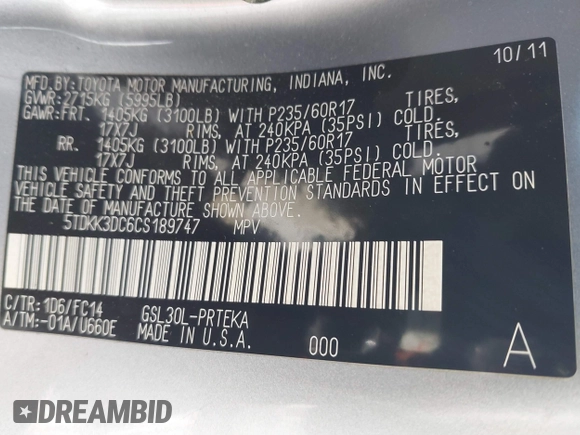 10/11
MFD.BY:TOYOTA MOTOR MANUFACTURING, INDIANA, INC.
GVWR:2715KG (5995LB)
GAWR:FRT. 1405KG (3100LB) WITH P235/60R17 TIRES,
17X7J RIMS, AT 240KPA (35PSI) COLD.
RR. 1405KG (3100LB) WITH P235/60R17 TIRES,
17X7J RIMS, AT 240KPA (35PSI) COLD.
THIS VEHICLE CONFORMS TO ALL APPLICABLE FEDERAL MOTOR
VEHICLE SAFETY AND THEFT PREVENTION STANDARDS IN EFFECT ON
THE DATE OF MANUFACTURE SHOWN ABOVE.
5TDKK3DC6CS189747 MPV
C/TR:1D6/FC14 GSL30L-PRTEKA
A/TM:-01A/U660E MADE IN U.S.A. 000 A
DREAMBID